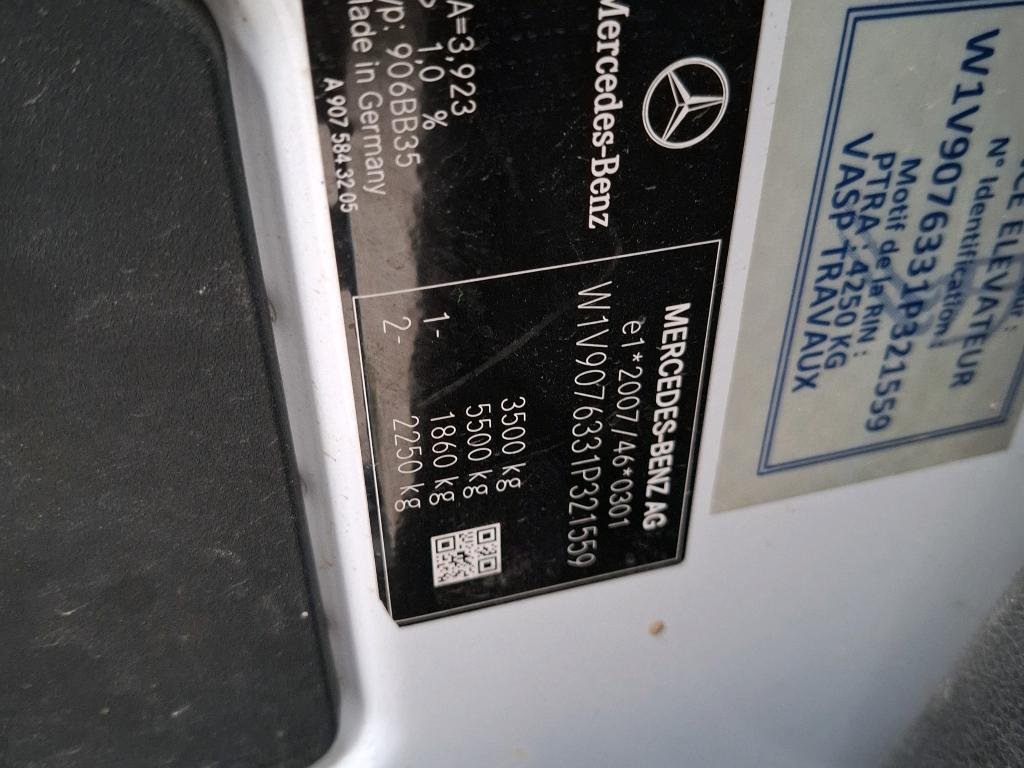 MERCEDES-BENZ AG
e1*2007/46*0301
W1V9076331P321559
3500 kg
5500 kg
1- 1860 kg
2- 2250 kg
Mercedes-Benz
A=3,923
1,0 %
906BB35
Made in Germany
A 907 584 32 05
ELEVATEUR
N° Identification :
W1V9076331P321559
Motif de la RIN :
PTRA : 4250 KG
VASP TRAVAUX